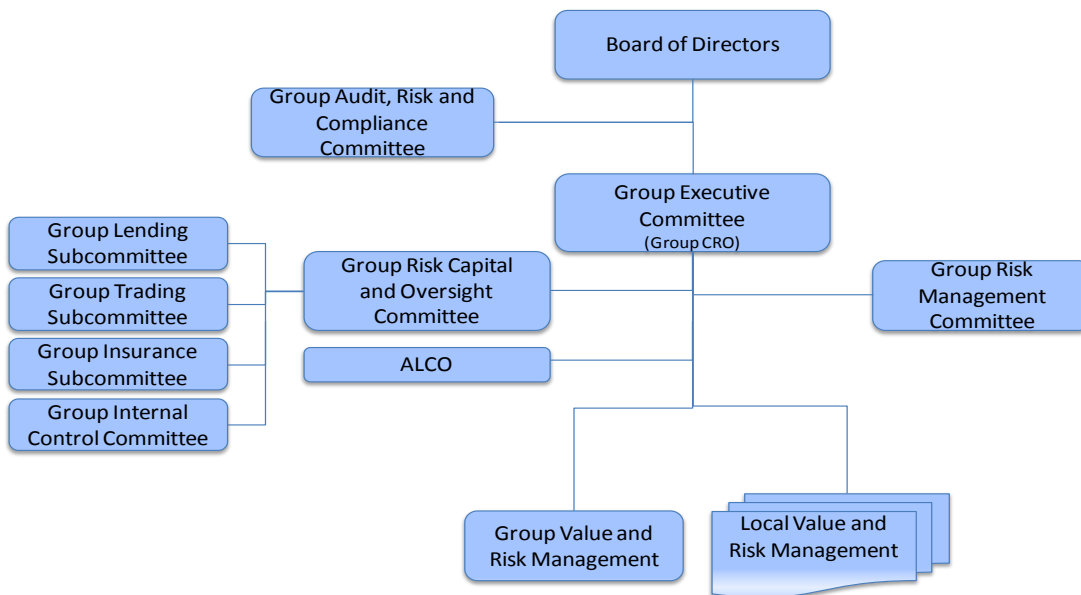 Board of Directors
Group Audit, Risk and
Compliance
Committee
Group Executive
Committee
(Group CRO)
Group Lending
Subcommittee
Group Trading
Subcommittee
Group Insurance
Subcommittee
Group Internal
Control Committee
Group Risk Capital
and Oversight
Committee
ALCO
Group Risk
Management
Committee
Group Value and
Risk Management
Local Value and
Risk Management